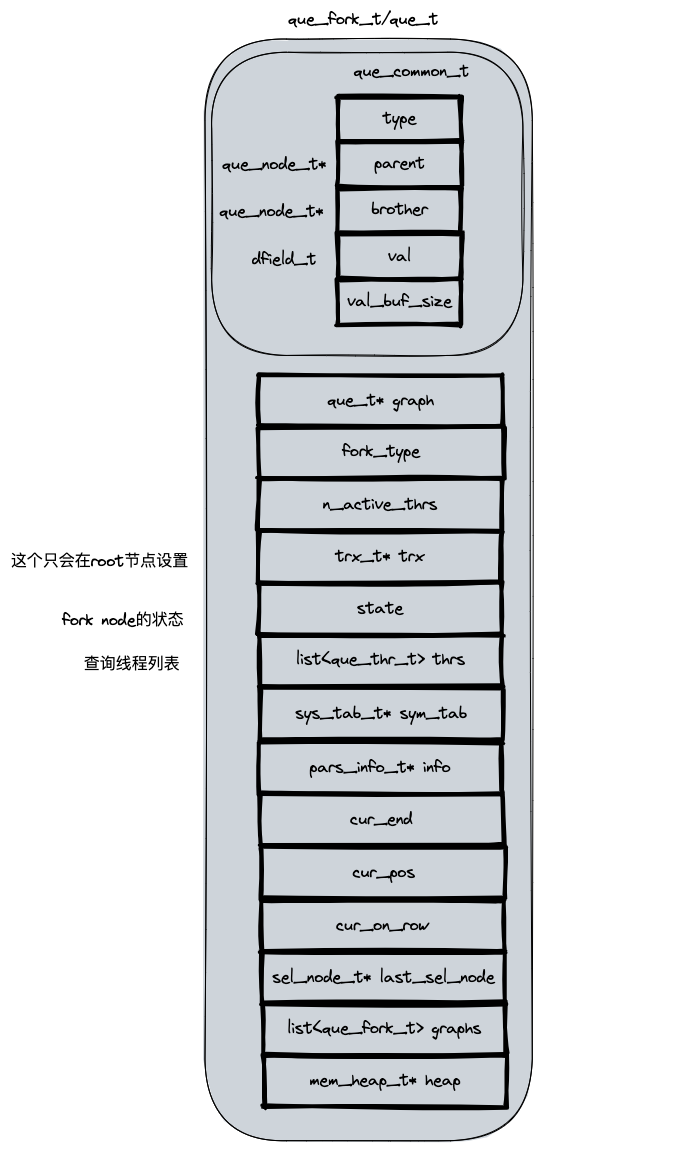 que_fork_t/que_t
que_common_t
type
que_node_t* parent
que_node_t* brother
dfield_t val
val_buf_size
que_t* graph
fork_type
n_active_thrs
这个只会在root节点设置 trx_t* trx
fork node的状态 state
查询线程列表 list<que_thr_t> thrs
sys_tab_t* sym_tab
pars_info_t* info
cur_end
cur_pos
cur_on_row
sel_node_t* last_sel_node
list<que_fork_t> graphs
mem_heap_t* heap